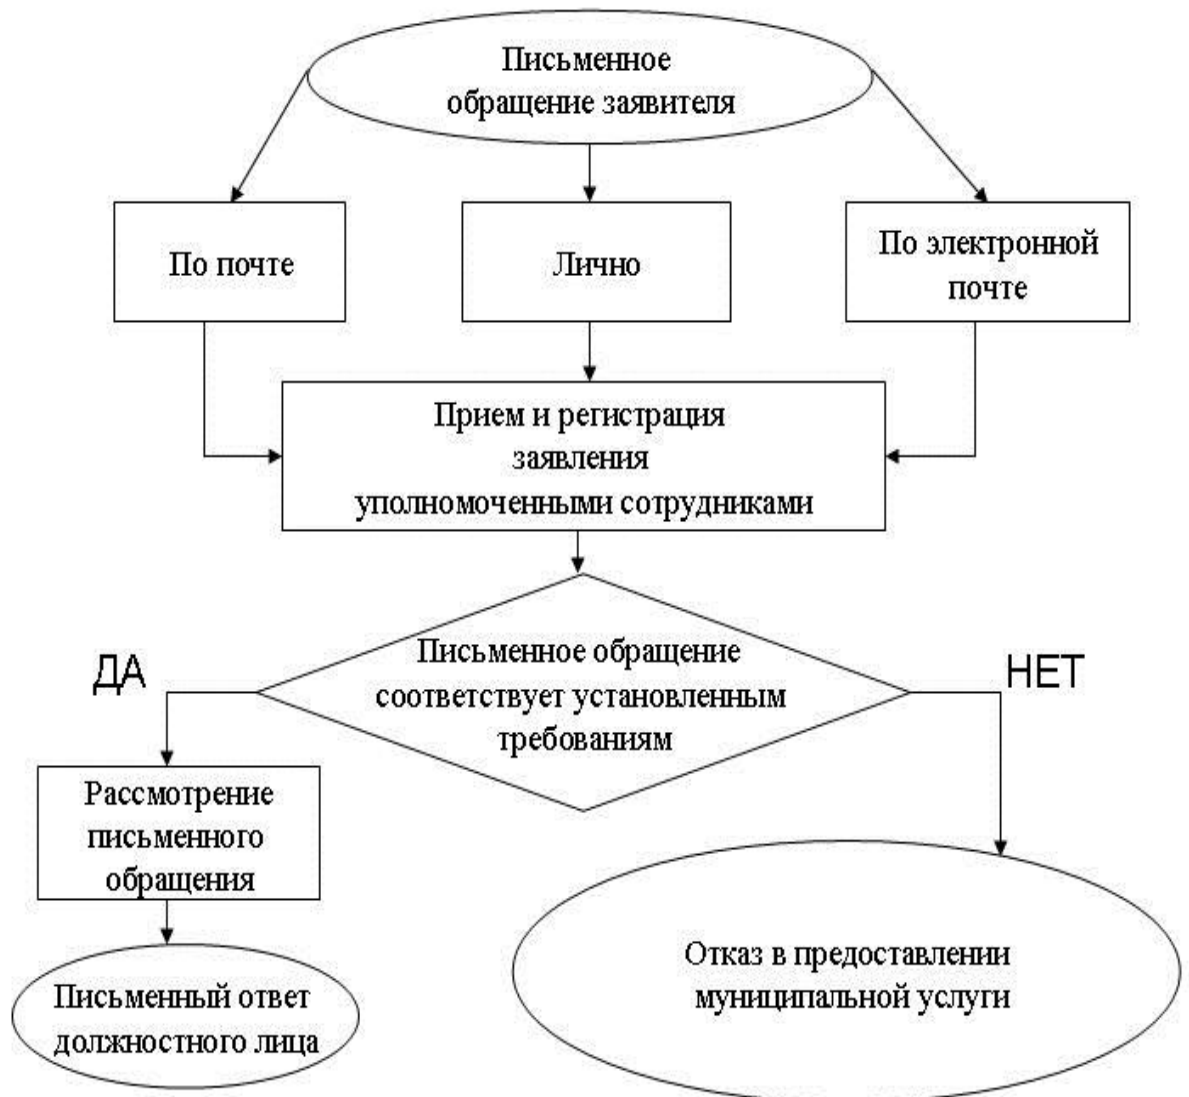 Письменное
обращение заявителя
По почте
Лично
По электронной
почте
Прием и регистрация
заявления
уполномоченными сотрудниками
ДА
Письменное обращение
соответствует установленным
требованиям
НЕТ
Рассмотрение
письменного
обращения
Письменный ответ
должностного лица
Отказ в предоставлении
муниципальной услуги